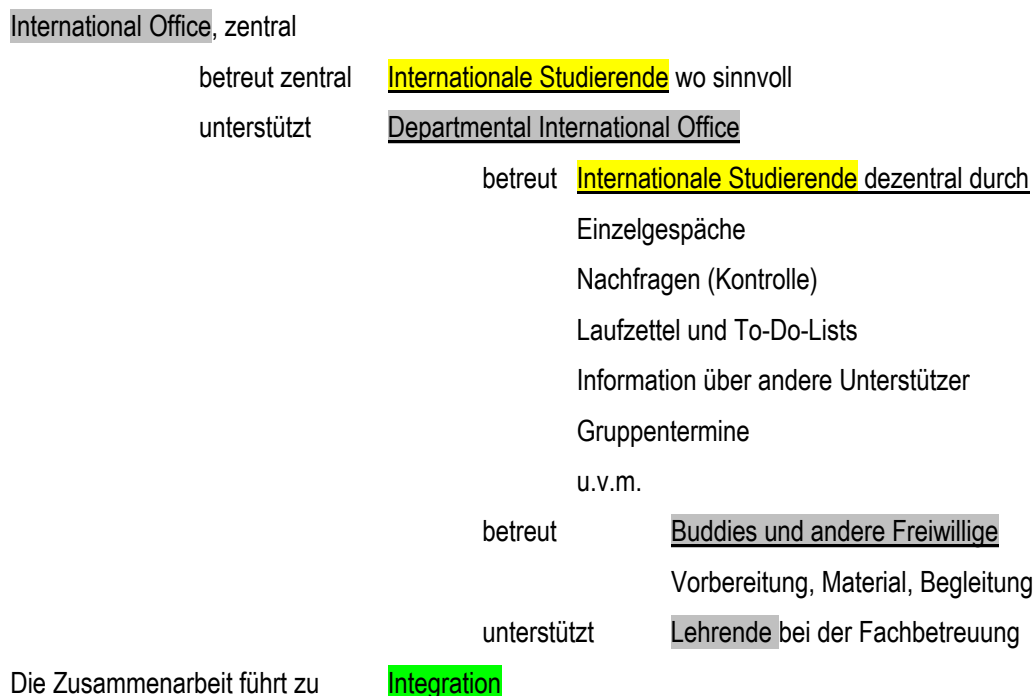 International Office, zentral
betreut zentral Internationale Studierende wo sinnvoll
unterstützt Departmental International Office
betreut Internationale Studierende dezentral durch
Einzelgespäche
Nachfragen (Kontrolle)
Laufzettel und To-Do-Lists
Information über andere Unterstützer
Gruppentermine
u.v.m.
betreut Buddies und andere Freiwillige
Vorbereitung, Material, Begleitung
unterstützt Lehrende bei der Fachbetreuung
Die Zusammenarbeit führt zu Integration